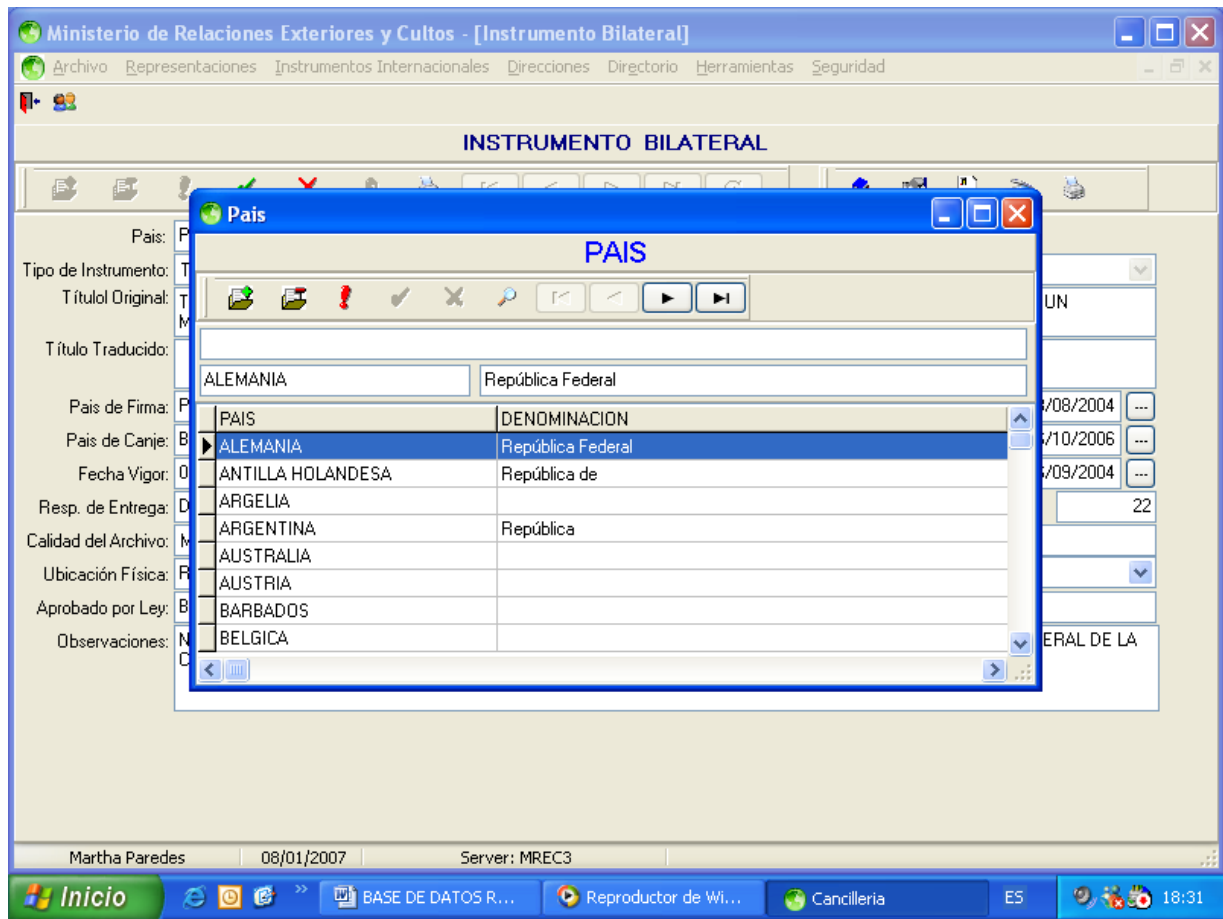 Ministerio de Relaciones Exteriores y Cultos - [Instrumento Bilateral]
Archivo Representaciones Instrumentos Internacionales Direcciones Directorio Herramientas Seguridad
INSTRUMENTO BILATERAL
Pais
PAIS
Pais: P
Tipo de Instrumento: T
Títulol Original: T
UN
M
Título Traducido:
ALEMANIA República Federal
Pais de Firma: P
/08/2004 ...
PAIS DENOMINACION
Pais de Canje: B
/10/2006 ...
ALEMANIA República Federal
Fecha Vigor: 0
/09/2004 ...
ANTILLA HOLANDESA República de
ARGELIA
Resp. de Entrega: D
22
ARGENTINA República
Calidad del Archivo: M
AUSTRALIA
Ubicación Física: R
AUSTRIA
Aprobado por Ley: B
BARBADOS
Observaciones: N
BELGICA
ERAL DE LA
C
Martha Paredes 08/01/2007 Server: MREC3
Inicio » BASE DE DATOS R... Reproductor de Wi... Cancilleria ES 18:31